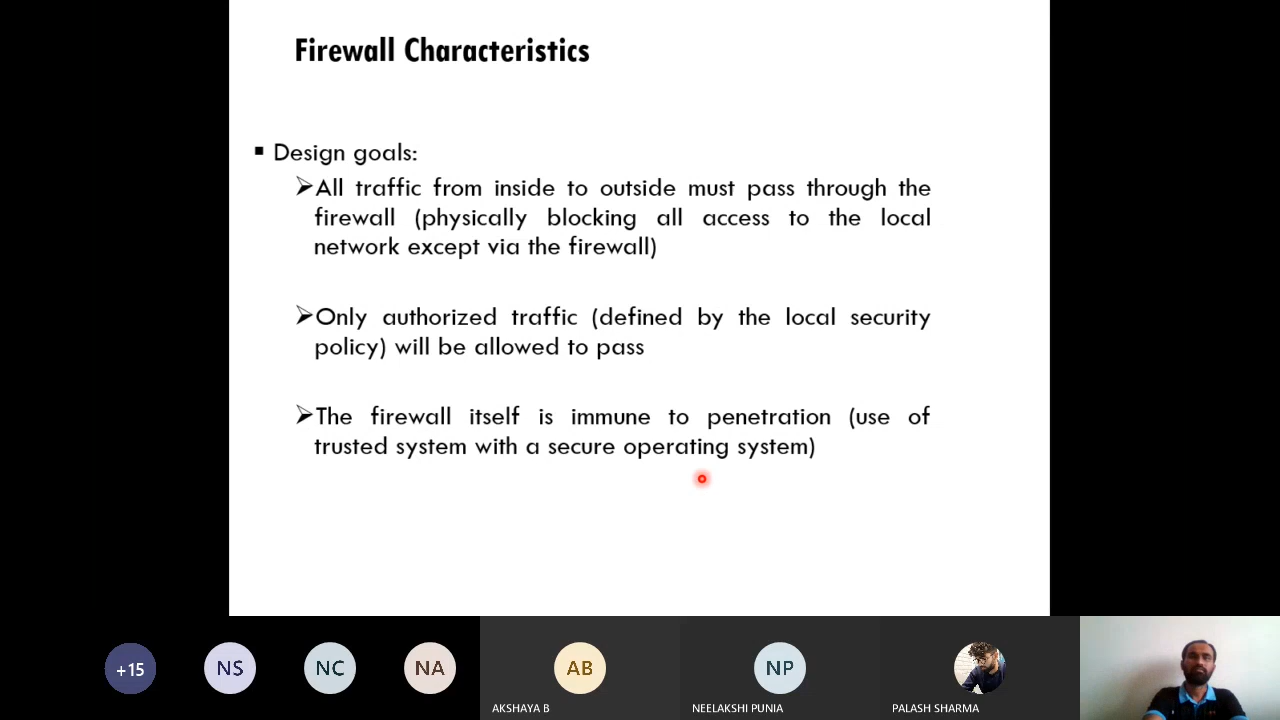 Firewall Characteristics
▪ Design goals:
➢All traffic from inside to outside must pass through the
firewall (physically blocking all access to the local
network except via the firewall)
➢Only authorized traffic (defined by the local security
policy) will be allowed to pass
➢The firewall itself is immune to penetration (use of
trusted system with a secure operating system)
+15
NS
NC
NA
AB
NP
AKSHAYA B
NEELAKSHI PUNIA
PALASH SHARMA